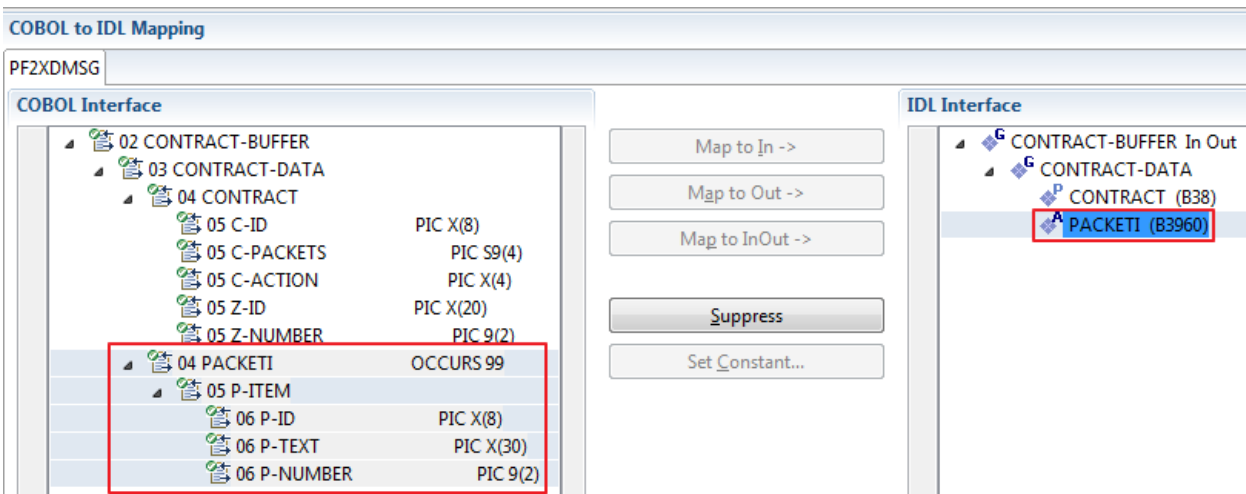 COBOL to IDL Mapping
PF2XDMSG
COBOL Interface
02 CONTRACT-BUFFER
03 CONTRACT-DATA
04 CONTRACT
05 C-ID PIC X(8)
05 C-PACKETS PIC S9(4)
05 C-ACTION PIC X(4)
05 Z-ID PIC X(20)
05 Z-NUMBER PIC 9(2)
04 PACKETI OCCURS 99
05 P-ITEM
06 P-ID PIC X(8)
06 P-TEXT PIC X(30)
06 P-NUMBER PIC 9(2)
Map to In ->
Map to Out ->
Map to InOut ->
Suppress
Set Constant...
IDL Interface
G CONTRACT-BUFFER In Out
G CONTRACT-DATA
P CONTRACT (B38)
A PACKETI (B3960)